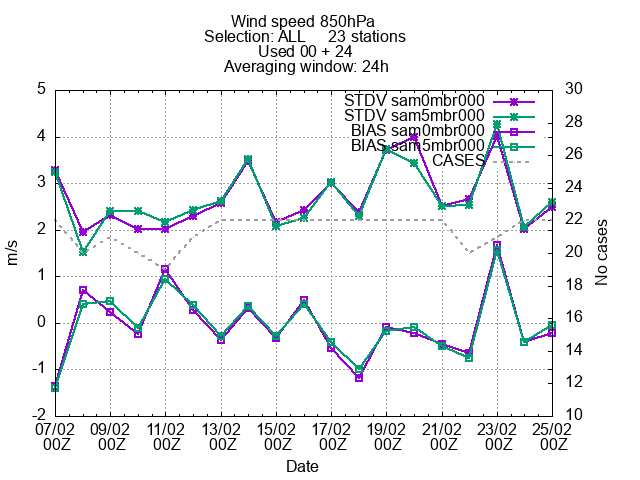 Wind speed 850hPa
Selection: ALL 23 stations
Used 00 + 24
Averaging window: 24h
STDV sam0mbr000
STDV sam5mbr000
BIAS sam0mbr000
BIAS sam5mbr000
CASES
5
4
3
2
1
0
-1
-2
m/s
30
28
26
24
22
20
18
16
14
12
10
No cases
07/02 09/02 11/02 13/02 15/02 17/02 19/02 21/02 23/02 25/02
00Z 00Z 00Z 00Z 00Z 00Z 00Z 00Z 00Z 00Z
Date